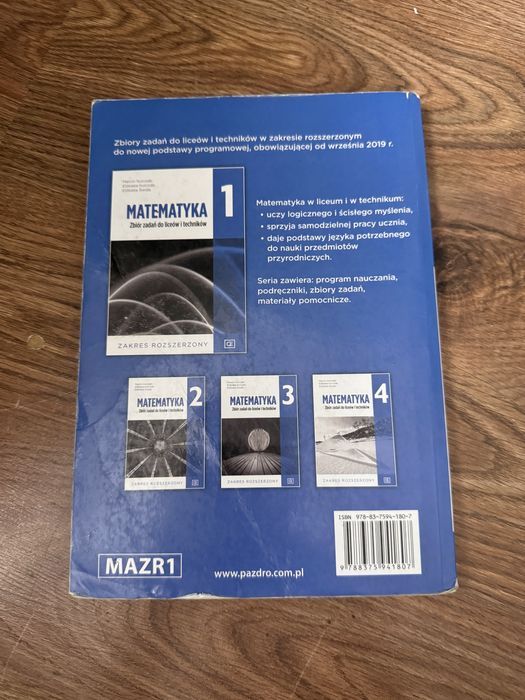 Zbiory zadań do liceów i techników w zakresie rozszerzonym
do nowej podstawy programowej, obowiązującej od września 2019 r.
MATEMATYKA 1
Zbiór zadań do liceów i techników
ZAKRES ROZSZERZONY
Matematyka w liceum i w technikum:
• uczy logicznego i ścisłego myślenia,
• sprzyja samodzielnej pracy ucznia,
• daje podstawy języka potrzebnego
do nauki przedmiotów
przyrodniczych.
Seria zawiera: program nauczania,
podręczniki, zbiory zadań,
materiały pomocnicze.
MATEMATYKA 2
Zbiór zadań do liceów i techników
ZAKRES ROZSZERZONY
MATEMATYKA 3
Zbiór zadań do liceów i techników
ZAKRES ROZSZERZONY
MATEMATYKA 4
Zbiór zadań do liceów i techników
ZAKRES ROZSZERZONY
MAZR1
www.pazdro.com.pl
ISBN 978-83-7594-180-7
9 788375 941807